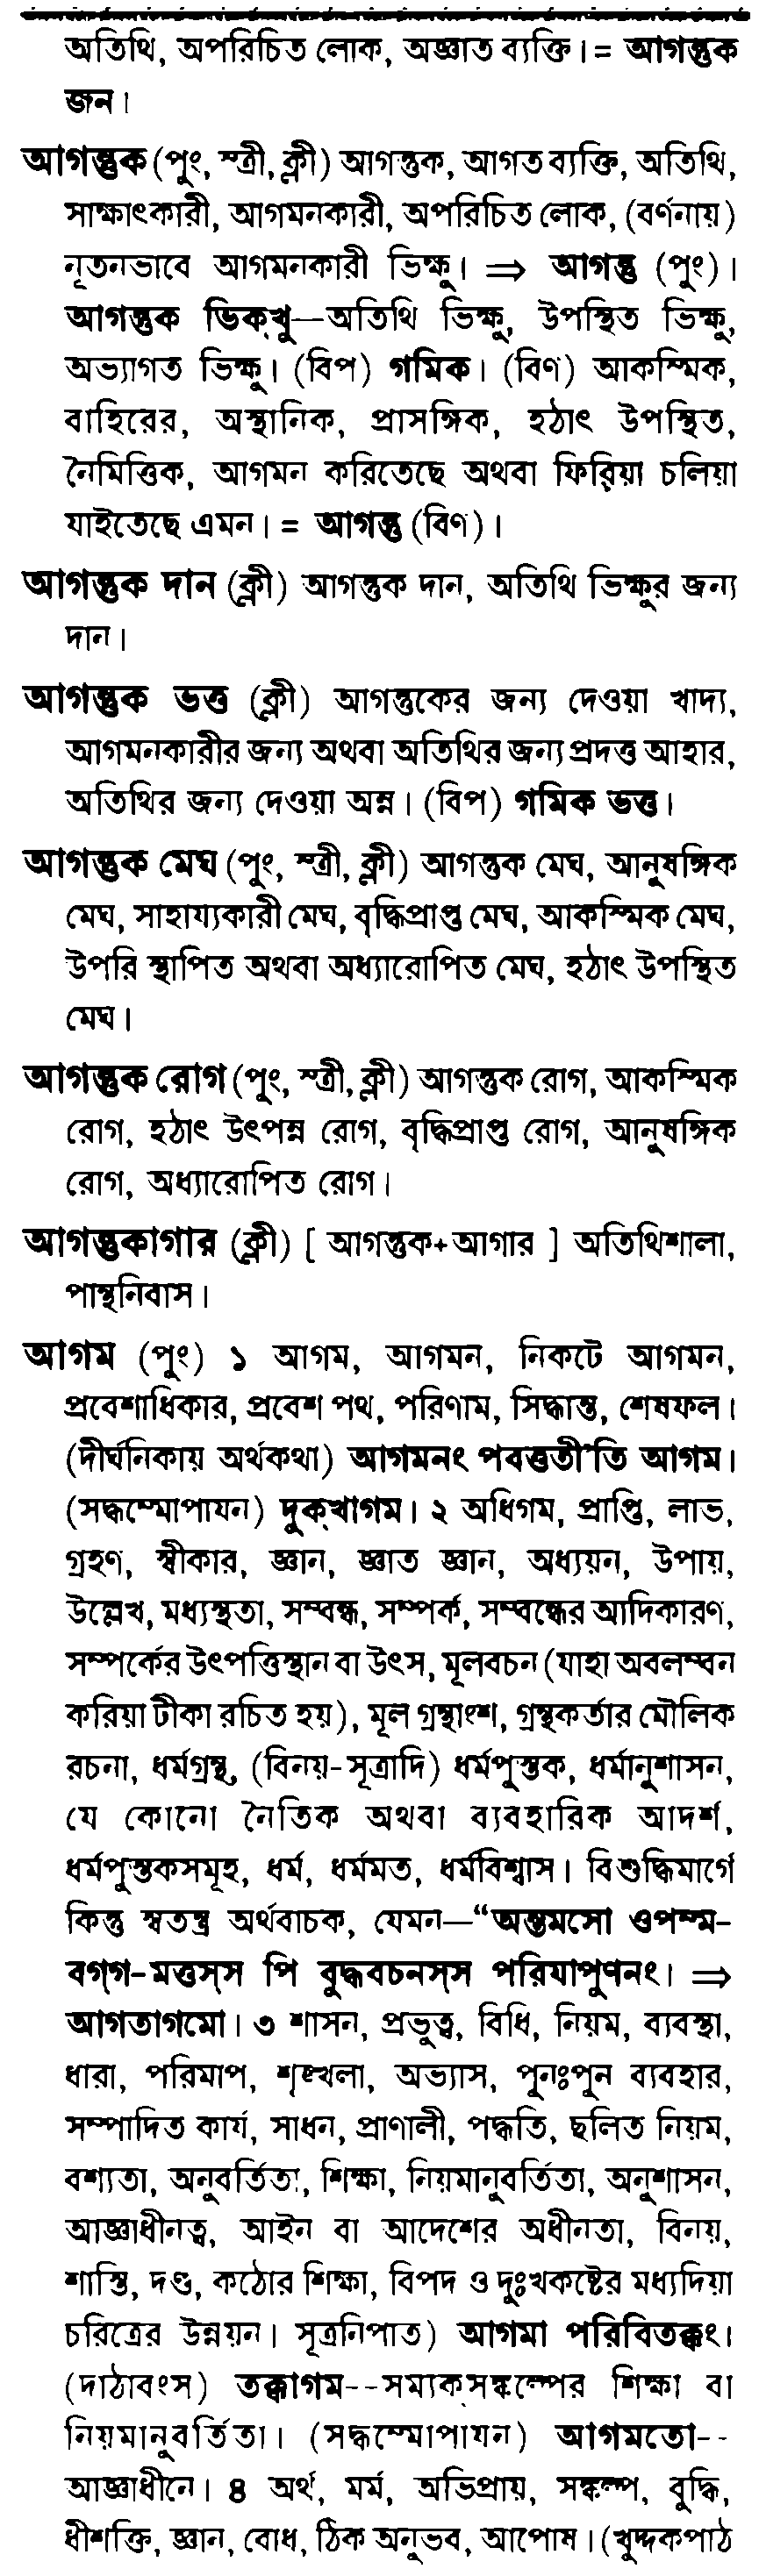 অতিথি, অপরিচিত লোক, অজ্ঞাত ব্যক্তি। = আগন্তুক
জন।
আগন্তুক (পুং, স্ত্রী, ক্লী) আগন্তুক, আগত ব্যক্তি, অতিথি,
সাক্ষাৎকারী, আগমনকারী, অপরিচিত লোক, (বর্ণনায়)
নূতনভাবে আগমনকারী ভিক্ষু। ⇒ আগন্তু (পুং)।
আগন্তুক ভিক্‌খু—অতিথি ভিক্ষু, উপস্থিত ভিক্ষু,
অভ্যাগত ভিক্ষু। (বিপ) গমিক। (বিণ) আকস্মিক,
বাহিরের, অস্থানিক, প্রাসঙ্গিক, হঠাৎ উপস্থিত,
নৈমিত্তিক, আগমন করিতেছে অথবা ফিরিয়া চলিয়া
যাইতেছে এমন। = আগন্তু (বিণ)।
আগন্তুক দান (ক্লী) আগন্তুক দান, অতিথি ভিক্ষুর জন্য
দান।
আগন্তুক ভত্ত (ক্লী) আগন্তুকের জন্য দেওয়া খাদ্য,
আগমনকারীর জন্য অথবা অতিথির জন্য প্রদত্ত আহার,
অতিথির জন্য দেওয়া অন্ন। (বিপ) গমিক ভত্ত।
আগন্তুক মেঘ (পুং, স্ত্রী, ক্লী) আগন্তুক মেঘ, আনুষঙ্গিক
মেঘ, সাহায্যকারী মেঘ, বৃদ্ধিপ্রাপ্ত মেঘ, আকস্মিক মেঘ,
উপরি স্থাপিত অথবা অধ্যারোপিত মেঘ, হঠাৎ উপস্থিত
মেঘ।
আগন্তুক রোগ (পুং, স্ত্রী, ক্লী) আগন্তুক রোগ, আকস্মিক
রোগ, হঠাৎ উৎপন্ন রোগ, বৃদ্ধিপ্রাপ্ত রোগ, আনুষঙ্গিক
রোগ, অধ্যারোপিত রোগ।
আগন্তুকাগার (ক্লী) [ আগন্তুক+আগার ] অতিথিশালা,
পান্থনিবাস।
আগম (পুং) ১ আগম, আগমন, নিকটে আগমন,
প্রবেশাধিকার, প্রবেশ পথ, পরিণাম, সিদ্ধান্ত, শেষফল।
(দীর্ঘনিকায় অর্থকথা) আগমনং পবত্ততী'তি আগম।
(সদ্ধম্মোপাযন) দুক্‌খাগম। ২ অধিগম, প্রাপ্তি, লাভ,
গ্রহণ, স্বীকার, জ্ঞান, জ্ঞাত জ্ঞান, অধ্যয়ন, উপায়,
উল্লেখ, মধ্যস্থতা, সম্বন্ধ, সম্পর্ক, সম্বন্ধের আদিকারণ,
সম্পর্কের উৎপত্তিস্থান বা উৎস, মূলবচন (যাহা অবলম্বন
করিয়া টীকা রচিত হয়), মূল গ্রন্থাংশ, গ্রন্থকর্তার মৌলিক
রচনা, ধর্মগ্রন্থ, (বিনয়-সূত্রাদি) ধর্মপুস্তক, ধর্মানুশাসন,
যে কোনো নৈতিক অথবা ব্যবহারিক আদর্শ,
ধর্মপুস্তকসমূহ, ধর্ম, ধর্মমত, ধর্মবিশ্বাস। বিশুদ্ধিমার্গে
কিন্তু স্বতন্ত্র অর্থবাচক, যেমন—“অন্তমসো ওপম্ম-
বগ্‌গ-মত্তস্‌স পি বুদ্ধবচনস্‌স পরিযাপুণনং। ⇒
আগতাগমো। ৩ শাসন, প্রভুত্ব, বিধি, নিয়ম, ব্যবস্থা,
ধারা, পরিমাপ, শৃঙ্খলা, অভ্যাস, পুনঃপুন ব্যবহার,
সম্পাদিত কার্য, সাধন, প্রাণালী, পদ্ধতি, ছলিত নিয়ম,
বশ্যতা, অনুবর্তিতা, শিক্ষা, নিয়মানুবর্তিতা, অনুশাসন,
আজ্ঞাধীনত্ব, আইন বা আদেশের অধীনতা, বিনয়,
শাস্তি, দণ্ড, কঠোর শিক্ষা, বিপদ ও দুঃখকষ্টের মধ্যদিয়া
চরিত্রের উন্নয়ন। সূত্রনিপাত) আগমা পরিবিতক্কং।
(দাঠাবংস) তক্কাগম--সম্যকসঙ্কল্পের শিক্ষা বা
নিয়মানুবর্তিতা। (সদ্ধম্মোপাযন) আগমতো--
আজ্ঞাধীনে। ৪ অর্থ, মর্ম, অভিপ্রায়, সঙ্কল্প, বুদ্ধি,
ধীশক্তি, জ্ঞান, বোধ, ঠিক অনুভব, আপোষ। (খুদ্দকপাঠ